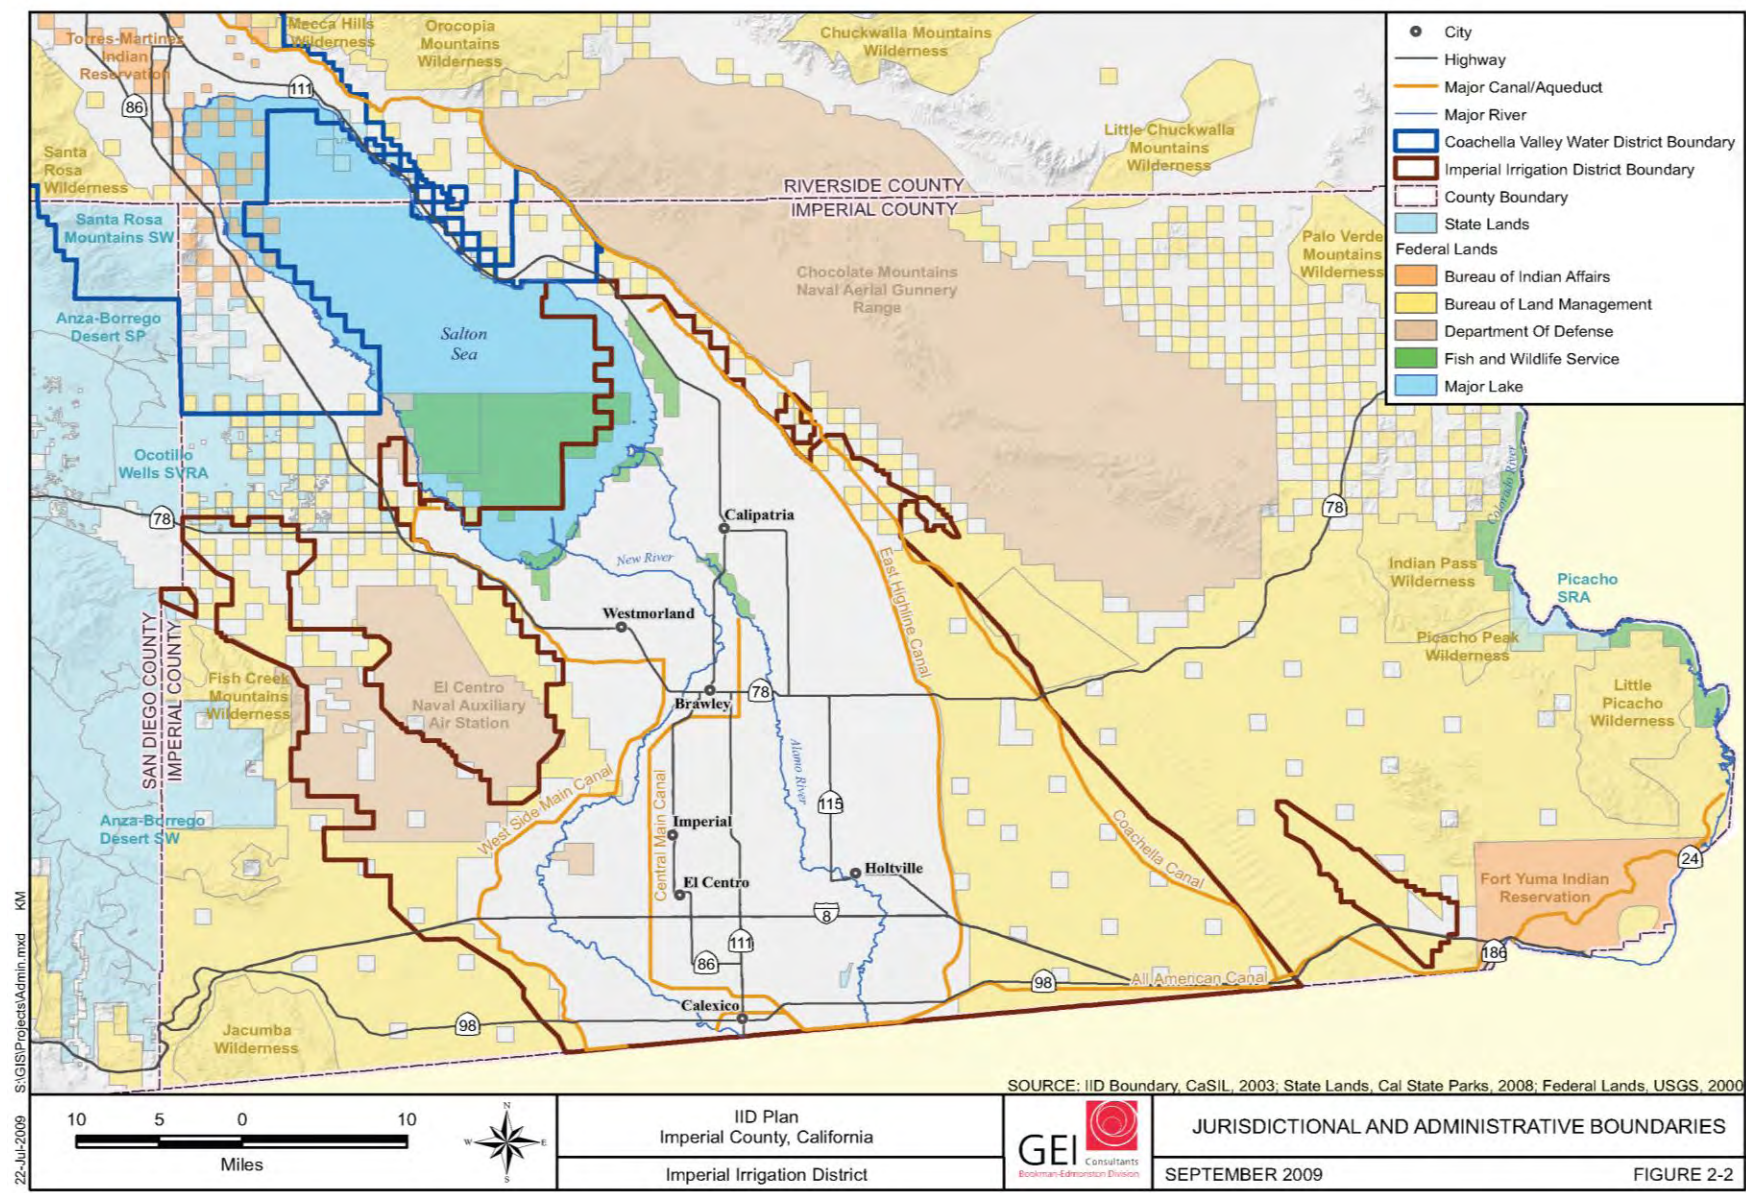 Mecca Hills
Wilderness
Orocopia
Mountains
Wilderness
Chuckwalla Mountains
Wilderness
Torres-Martinez
Indian
Reservation
86
111
Santa
Rosa
Wilderness
Little Chuckwalla
Mountains
Wilderness
RIVERSIDE COUNTY
IMPERIAL COUNTY
Santa Rosa
Mountains SW
Palo Verde
Mountains
Wilderness
Chocolate Mountains
Naval Aerial Gunnery
Range
Anza-Borrego
Desert SP
Salton
Sea
Ocotillo
Wells SVRA
78
Calipatria
78
Colorado River
New River
East Highline Canal
Indian Pass
Wilderness
Picacho
SRA
Westmorland
Picacho Peak
Wilderness
SAN DIEGO COUNTY
IMPERIAL COUNTY
Fish Creek
Mountains
Wilderness
El Centro
Naval Auxiliary
Air Station
Brawley
78
Little
Picacho
Wilderness
Alamo River
West Side Main Canal
Central Main Canal
115
Anza-Borrego
Desert SW
Imperial
Coachella Canal
El Centro
Holtville
24
Fort Yuma Indian
Reservation
8
111
86
186
98
All American Canal
Calexico
98
Jacumba
Wilderness
City
Highway
Major Canal/Aqueduct
Major River
Coachella Valley Water District Boundary
Imperial Irrigation District Boundary
County Boundary
State Lands
Federal Lands
Bureau of Indian Affairs
Bureau of Land Management
Department Of Defense
Fish and Wildlife Service
Major Lake
SOURCE: IID Boundary, CaSIL, 2003; State Lands, Cal State Parks, 2008; Federal Lands, USGS, 2000
22-Jul-2009 S:\GIS\Projects\Admin.mxd KM
10 5 0 10
Miles
N
W E
S
IID Plan
Imperial County, California
Imperial Irrigation District
GEI
Consultants
Bookman-Edmonston Division
JURISDICTIONAL AND ADMINISTRATIVE BOUNDARIES
SEPTEMBER 2009
FIGURE 2-2